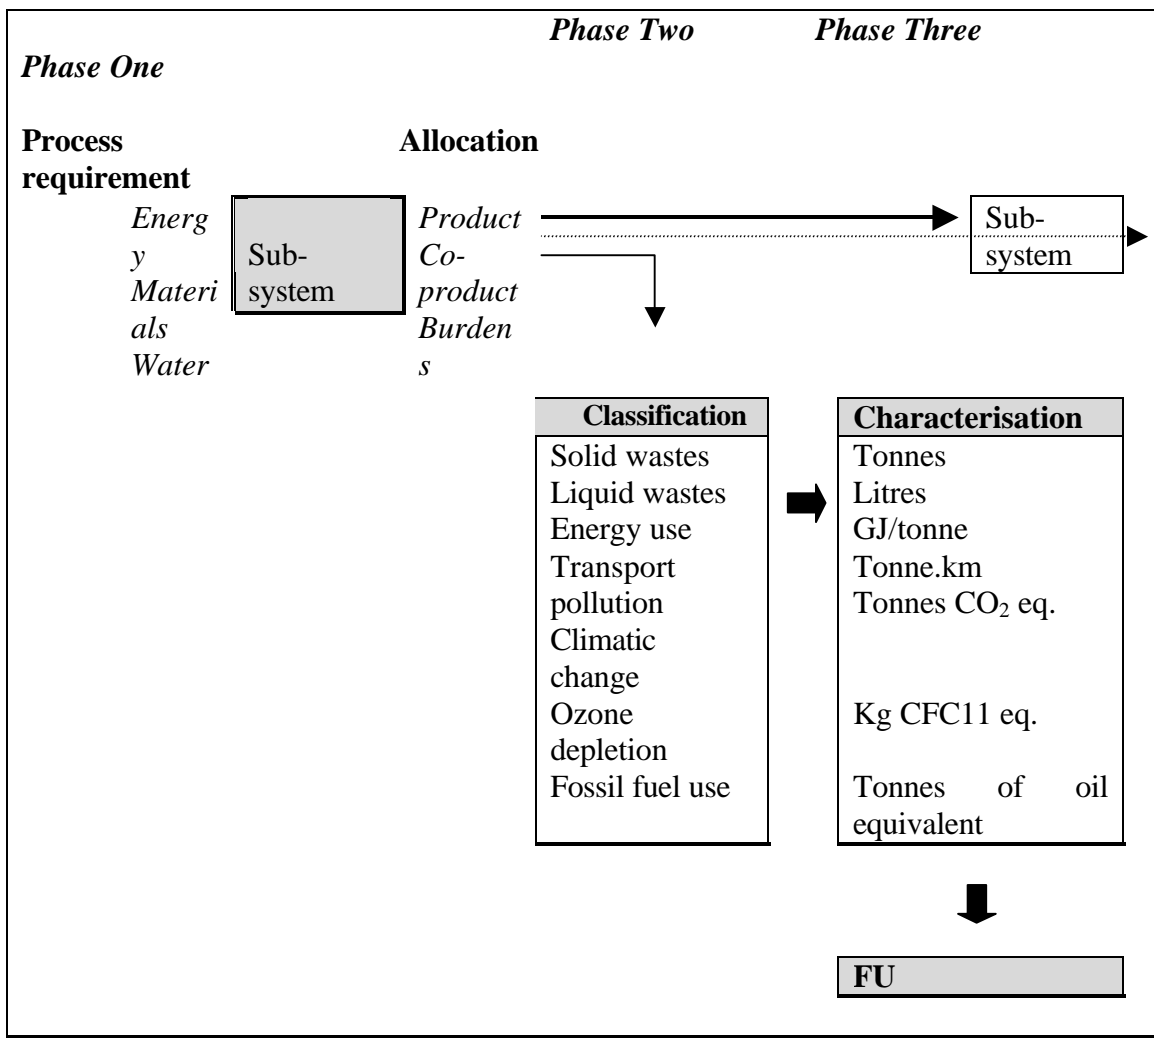 Phase Two Phase Three
Phase One
Process Allocation
requirement
Energ
y
Materi
als
Water
Sub-
system
Product
Co-
product
Burden
s
Sub-
system
Classification
Solid wastes
Liquid wastes
Energy use
Transport
pollution
Climatic
change
Ozone
depletion
Fossil fuel use
Characterisation
Tonnes
Litres
GJ/tonne
Tonne.km
Tonnes CO₂ eq.
Kg CFC11 eq.
Tonnes of oil
equivalent
FU